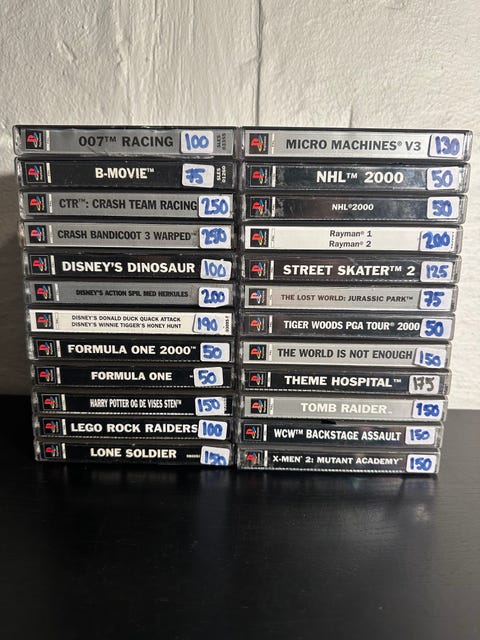 007™ RACING 100
B-MOVIE™ 75
CTR™: CRASH TEAM RACING 250
CRASH BANDICOOT 3 WARPED™ 250
DISNEY'S DINOSAUR 100
DISNEY'S ACTION SPIL MED HERKULES 200
DISNEY'S DONALD DUCK QUACK ATTACK
DISNEY'S WINNIE TIGGER'S HONEY HUNT
190
FORMULA ONE 2000™ 50
FORMULA ONE 50
HARRY POTTER OG DE VISES STEN™ 150
LEGO ROCK RAIDERS 100
LONE SOLDIER 150
MICRO MACHINES® V3 130
NHL™ 2000 50
NHL®2000 50
Rayman® 1
Rayman® 2
200
STREET SKATER™ 2 125
THE LOST WORLD: JURASSIC PARK™ 75
TIGER WOODS PGA TOUR® 2000 50
THE WORLD IS NOT ENOUGH 150
THEME HOSPITAL™ 175
TOMB RAIDER™ 150
WCW™ BACKSTAGE ASSAULT 150
X-MEN™ 2: MUTANT ACADEMY™ 150